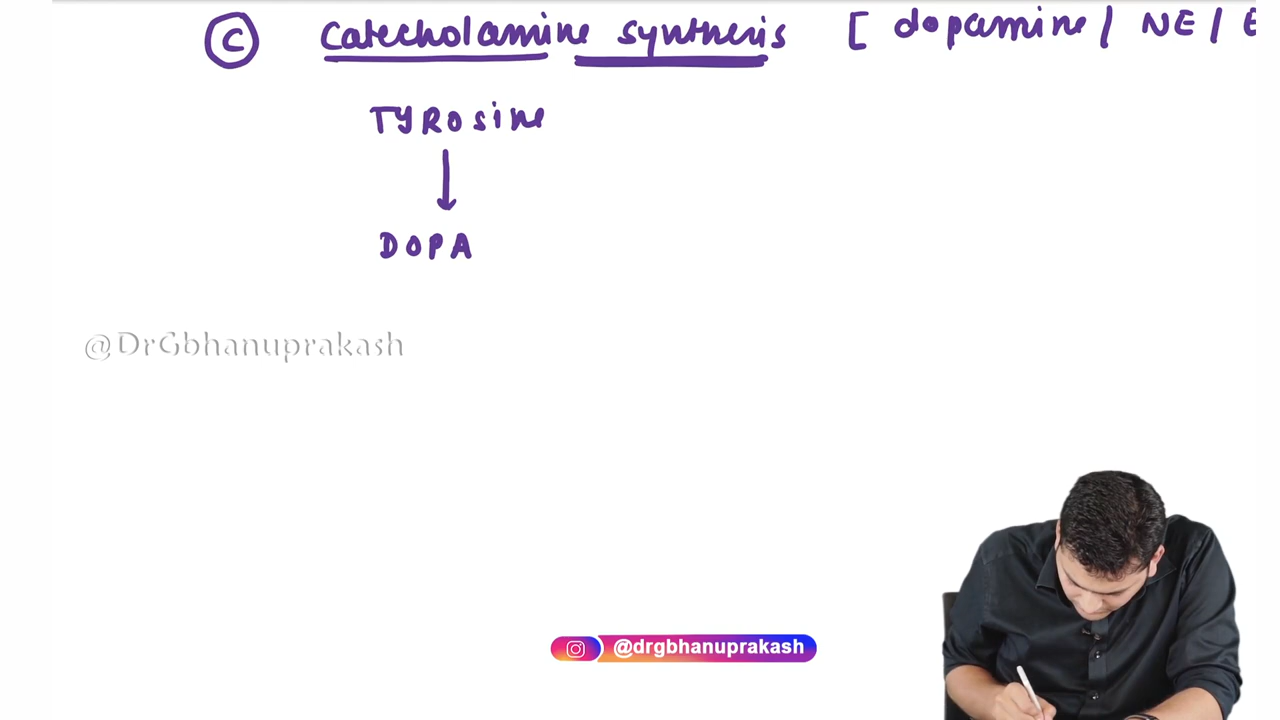 C Catecholamine synthesis [ dopamine / NE / E
TYROSINE
DOPA
@DrGbhanuprakash
@drgbhanuprakash